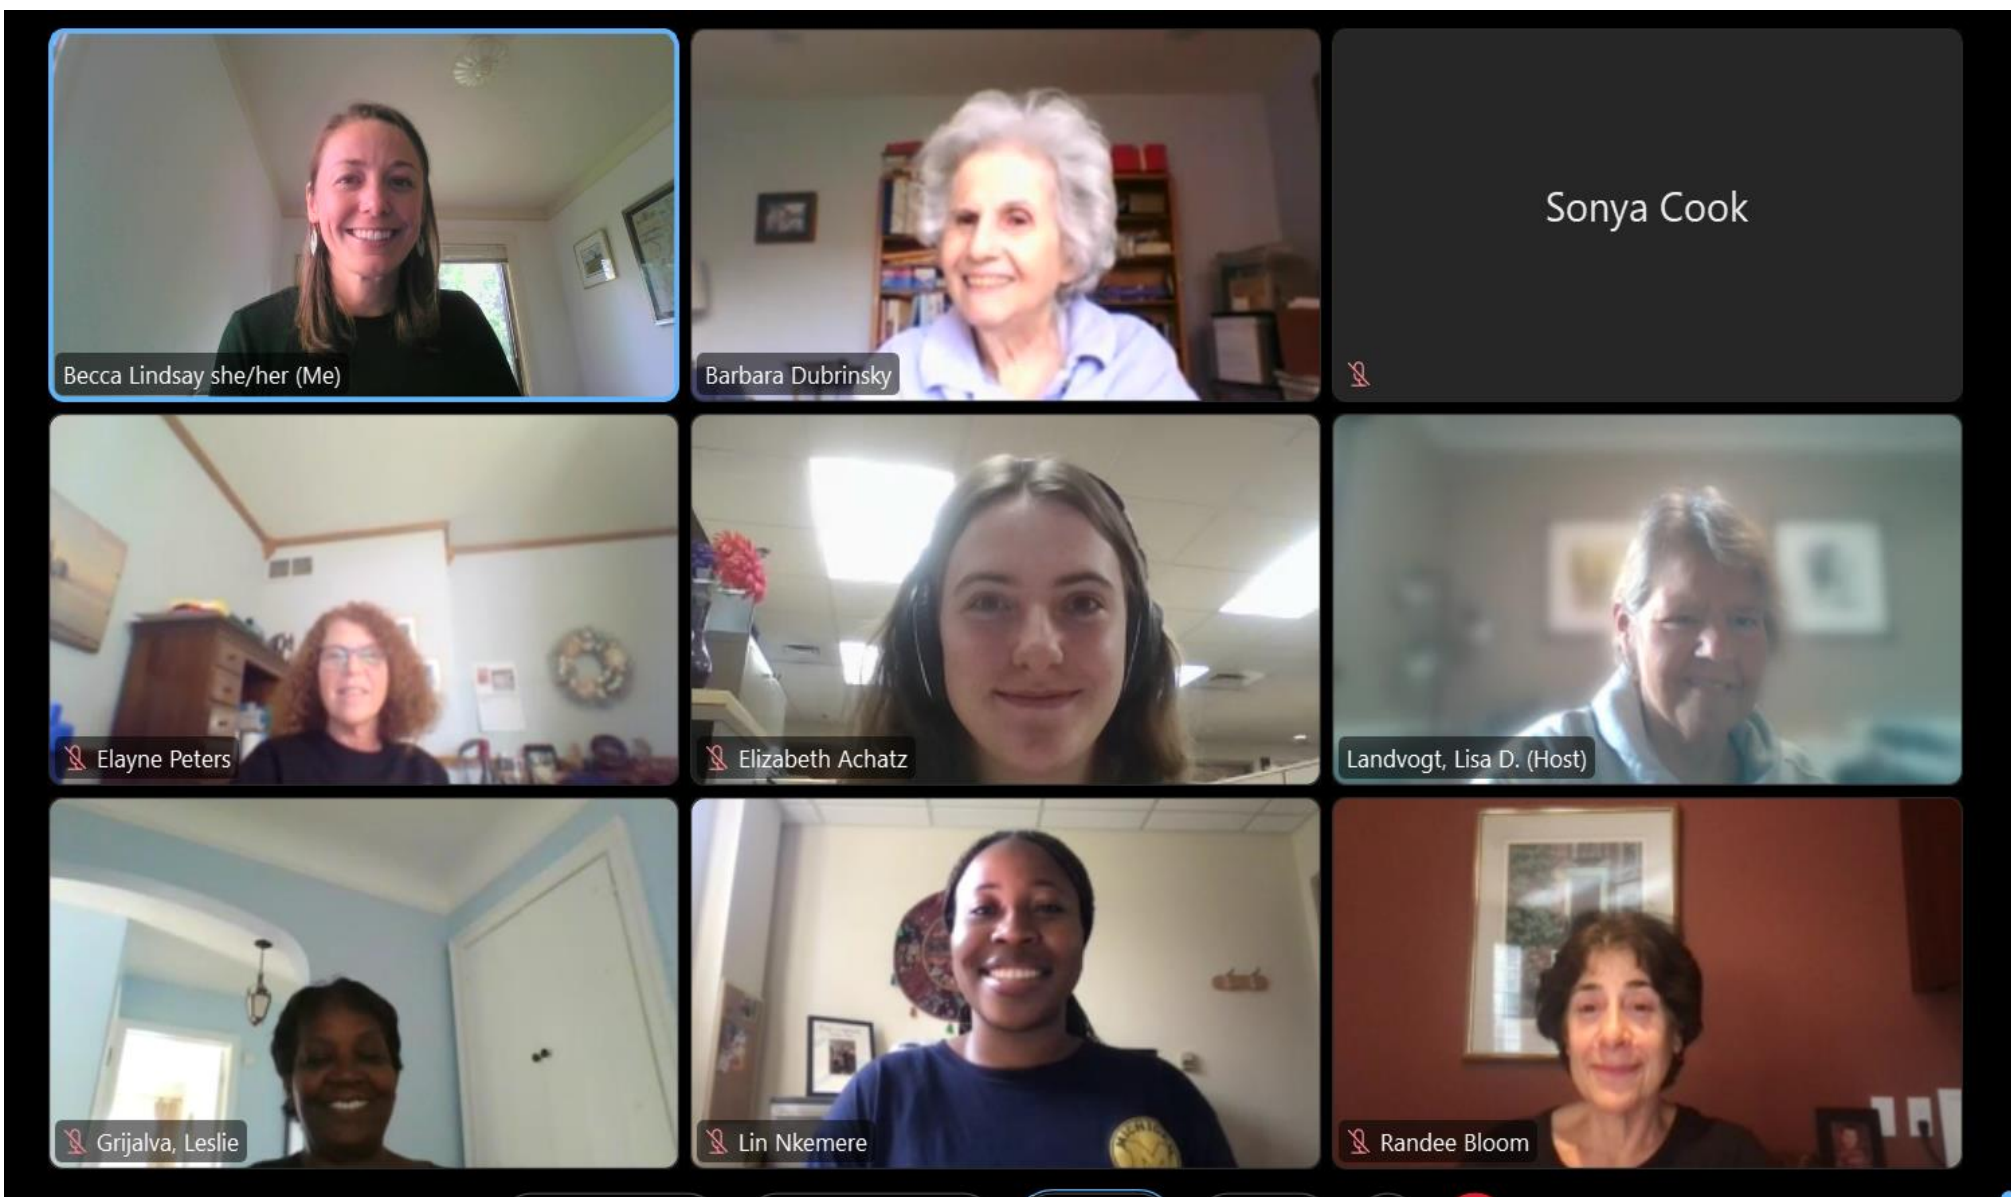 Becca Lindsay she/her (Me)
Barbara Dubrinsky
Sonya Cook
Elayne Peters
Elizabeth Achatz
Landvogt, Lisa D. (Host)
Grijalva, Leslie
Lin Nkemere
MICHIGAN
Randee Bloom